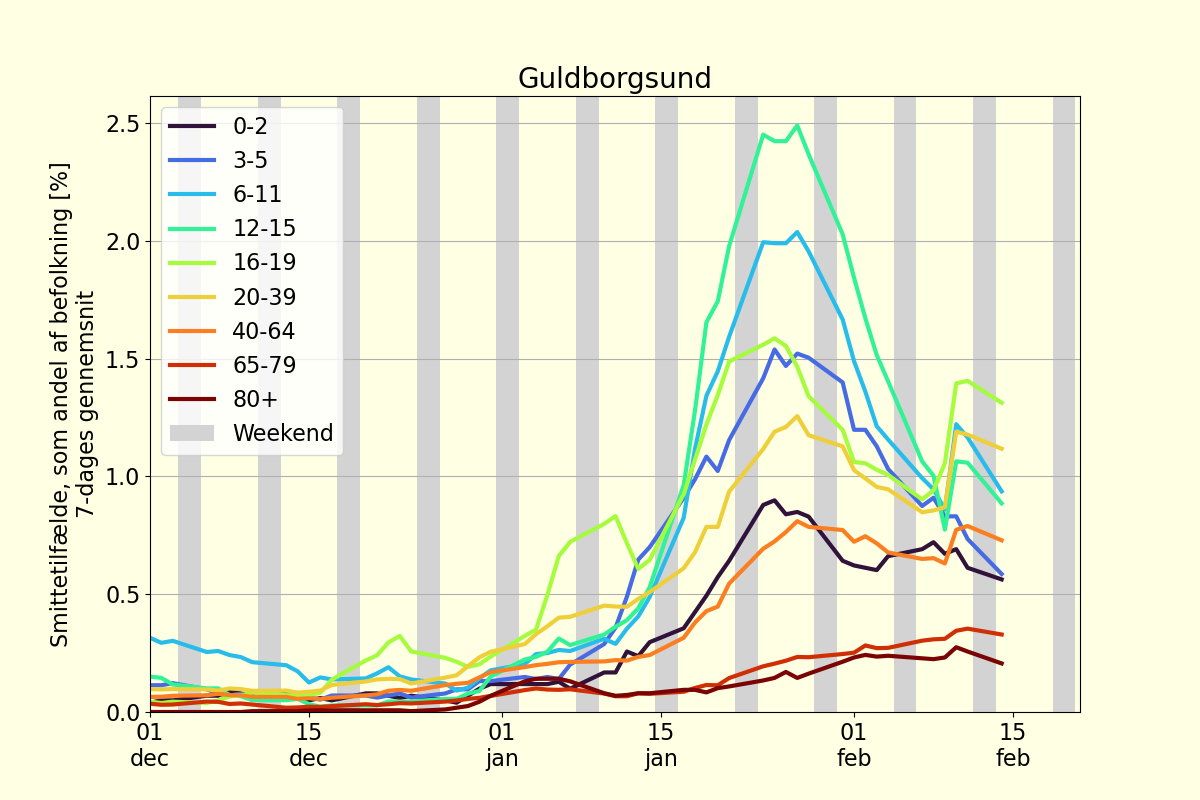 Guldborgsund
Smittetilfælde, som andel af befolkning [%]
7-dages gennemsnit
2.5
2.0
1.5
1.0
0.5
0.0
0-2
3-5
6-11
12-15
16-19
20-39
40-64
65-79
80+
Weekend
01
dec
15
dec
01
jan
15
jan
01
feb
15
feb